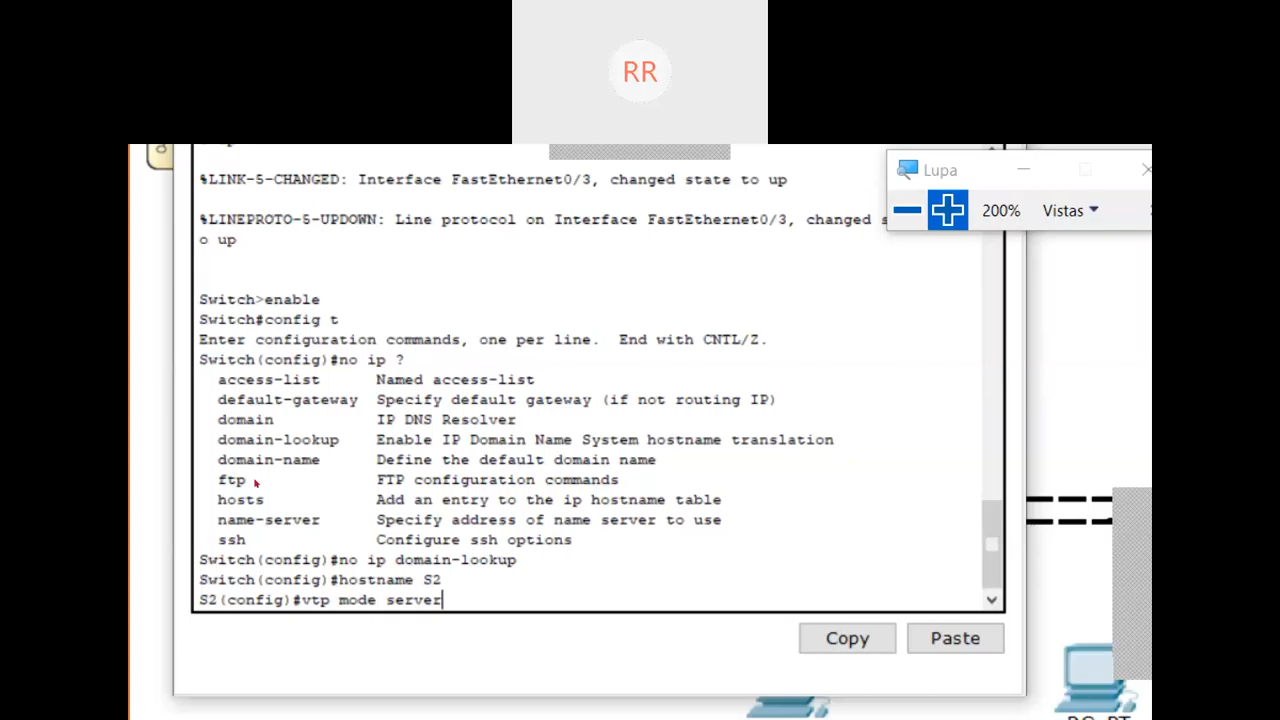 RR
Lupa
200% Vistas
%LINK-5-CHANGED: Interface FastEthernet0/3, changed state to up
%LINEPROTO-5-UPDOWN: Line protocol on Interface FastEthernet0/3, changed s
o up
Switch>enable
Switch#config t
Enter configuration commands, one per line.  End with CNTL/Z.
Switch(config)#no ip ?
access-list Named access-list
default-gateway Specify default gateway (if not routing IP)
domain IP DNS Resolver
domain-lookup Enable IP Domain Name System hostname translation
domain-name Define the default domain name
ftp FTP configuration commands
hosts Add an entry to the ip hostname table
name-server Specify address of name server to use
ssh Configure ssh options
Switch(config)#no ip domain-lookup
Switch(config)#hostname S2
S2(config)#vtp mode server
Copy Paste